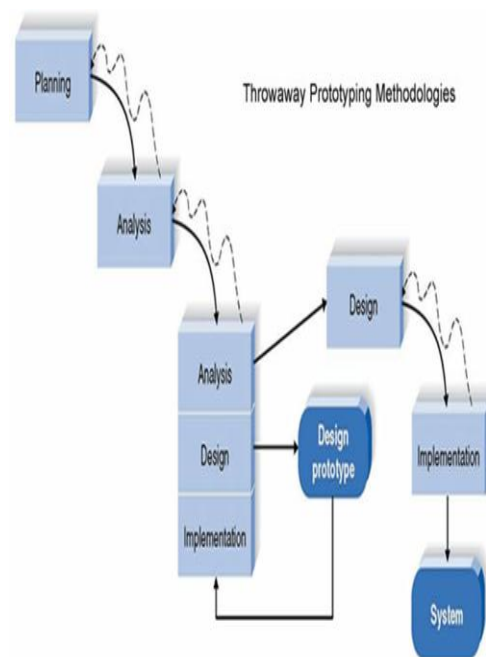 Planning
Throwaway Prototyping Methodologies
Analysis
Design
Analysis
Design
prototype
Design
Implementation
Implementation
System